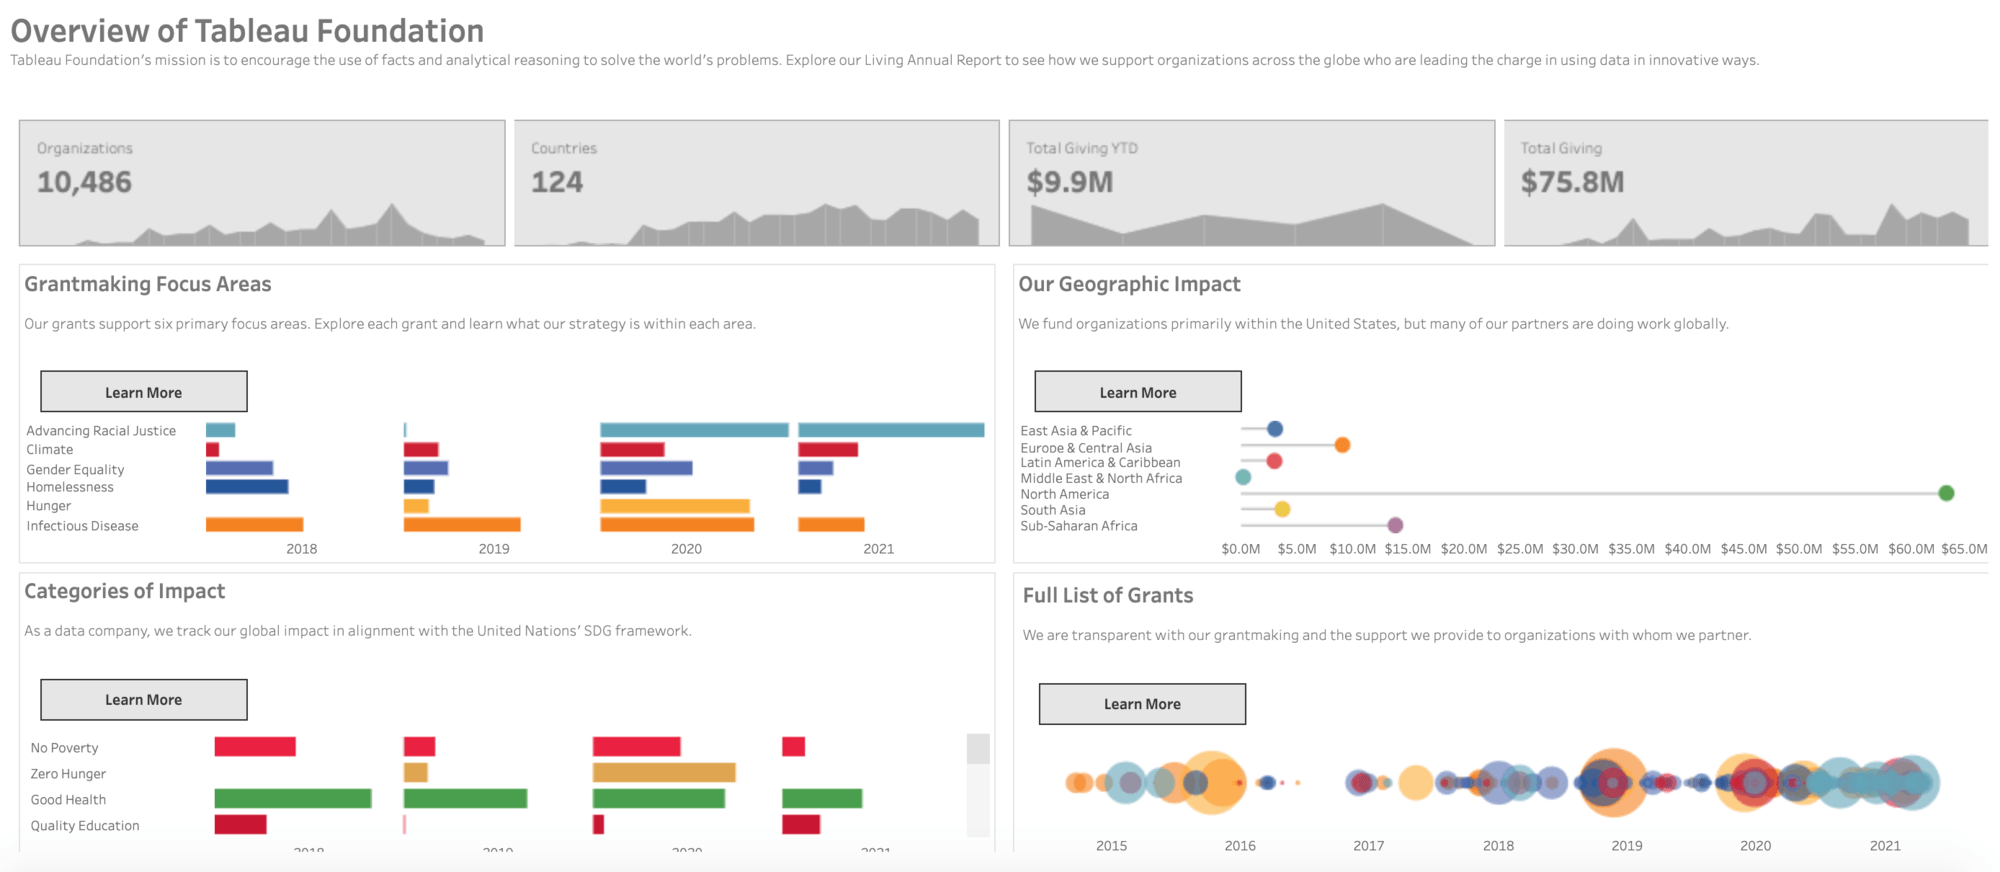 Overview of Tableau Foundation
Tableau Foundation's mission is to encourage the use of facts and analytical reasoning to solve the world's problems. Explore our Living Annual Report to see how we support organizations across the globe who are leading the charge in using data in innovative ways.
Organizations
10,486
Countries
124
Total Giving YTD
$9.9M
Total Giving
$75.8M
Grantmaking Focus Areas
Our grants support six primary focus areas. Explore each grant and learn what our strategy is within each area.
Learn More
Advancing Racial Justice
Climate
Gender Equality
Homelessness
Hunger
Infectious Disease
2018 2019 2020 2021
Our Geographic Impact
We fund organizations primarily within the United States, but many of our partners are doing work globally.
Learn More
East Asia & Pacific
Europe & Central Asia
Latin America & Caribbean
Middle East & North Africa
North America
South Asia
Sub-Saharan Africa
$0.0M $5.0M $10.0M $15.0M $20.0M $25.0M $30.0M $35.0M $40.0M $45.0M $50.0M $55.0M $60.0M $65.0M
Categories of Impact
As a data company, we track our global impact in alignment with the United Nations' SDG framework.
Learn More
No Poverty
Zero Hunger
Good Health
Quality Education
2018 2019 2020 2021
Full List of Grants
We are transparent with our grantmaking and the support we provide to organizations with whom we partner.
Learn More
2015 2016 2017 2018 2019 2020 2021